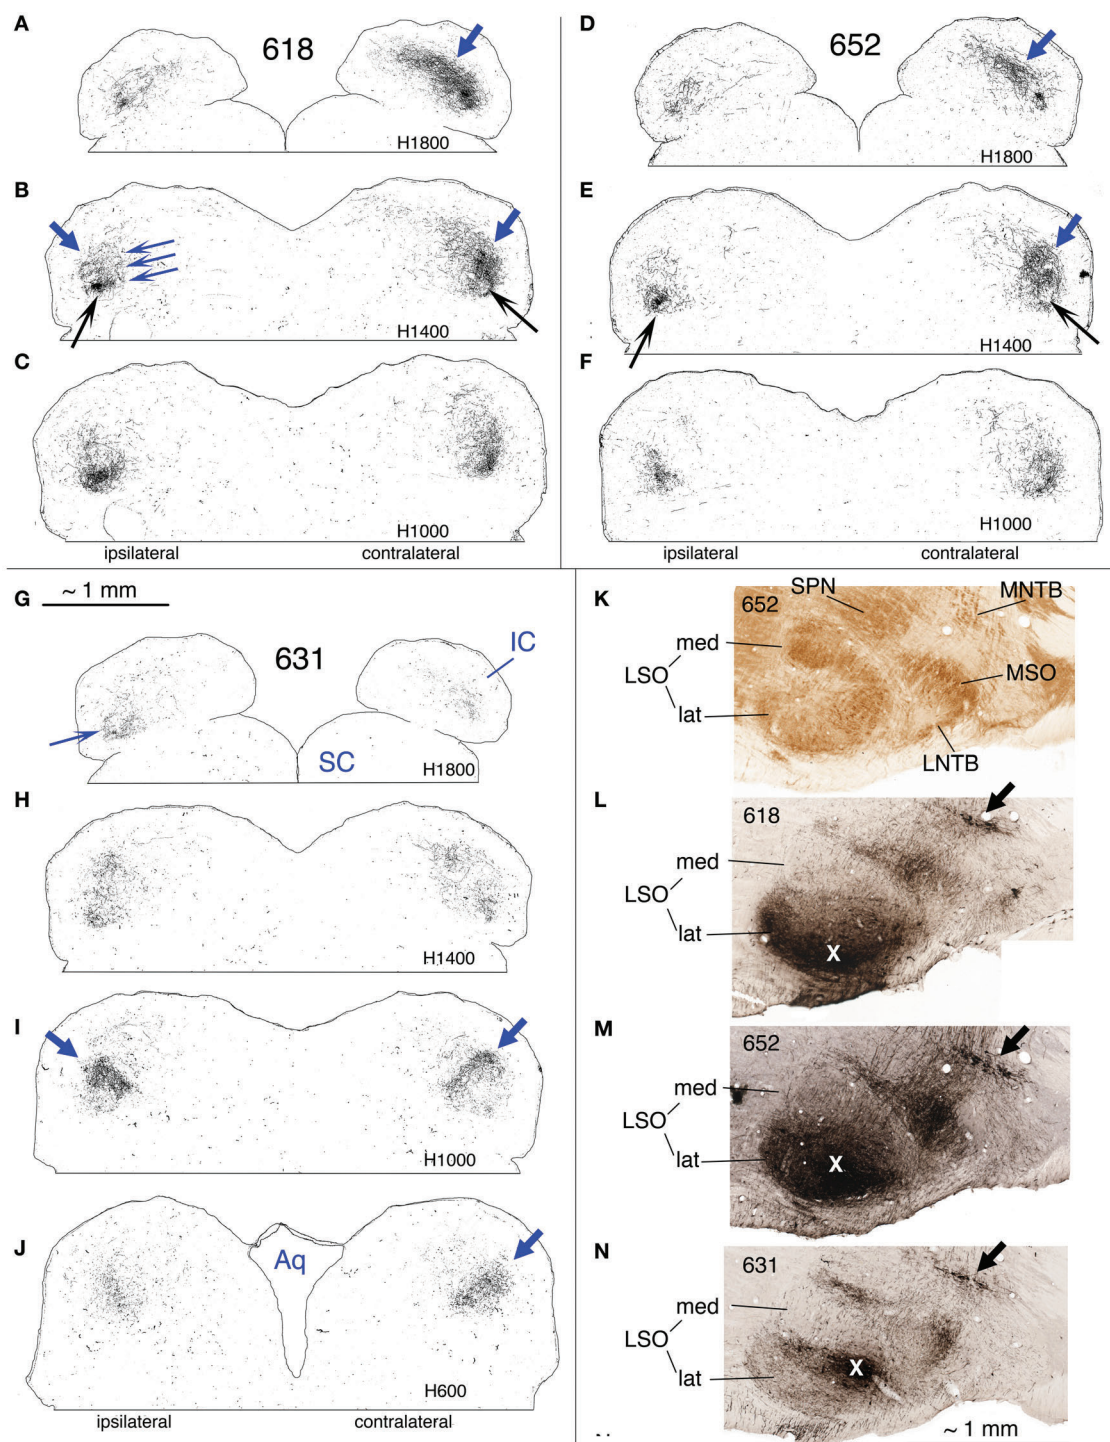 A
618
H1800
B
H1400
C
H1000
ipsilateral
contralateral
D
652
H1800
E
H1400
F
H1000
ipsilateral
contralateral
G
~ 1 mm
631
IC
SC
H1800
H
H1400
I
H1000
J
Aq
H600
ipsilateral
contralateral
K
652
SPN
MNTB
med
LSO
MSO
lat
LNTB
L
618
med
LSO
lat
X
M
652
med
LSO
lat
X
N
631
med
LSO
lat
X
~ 1 mm